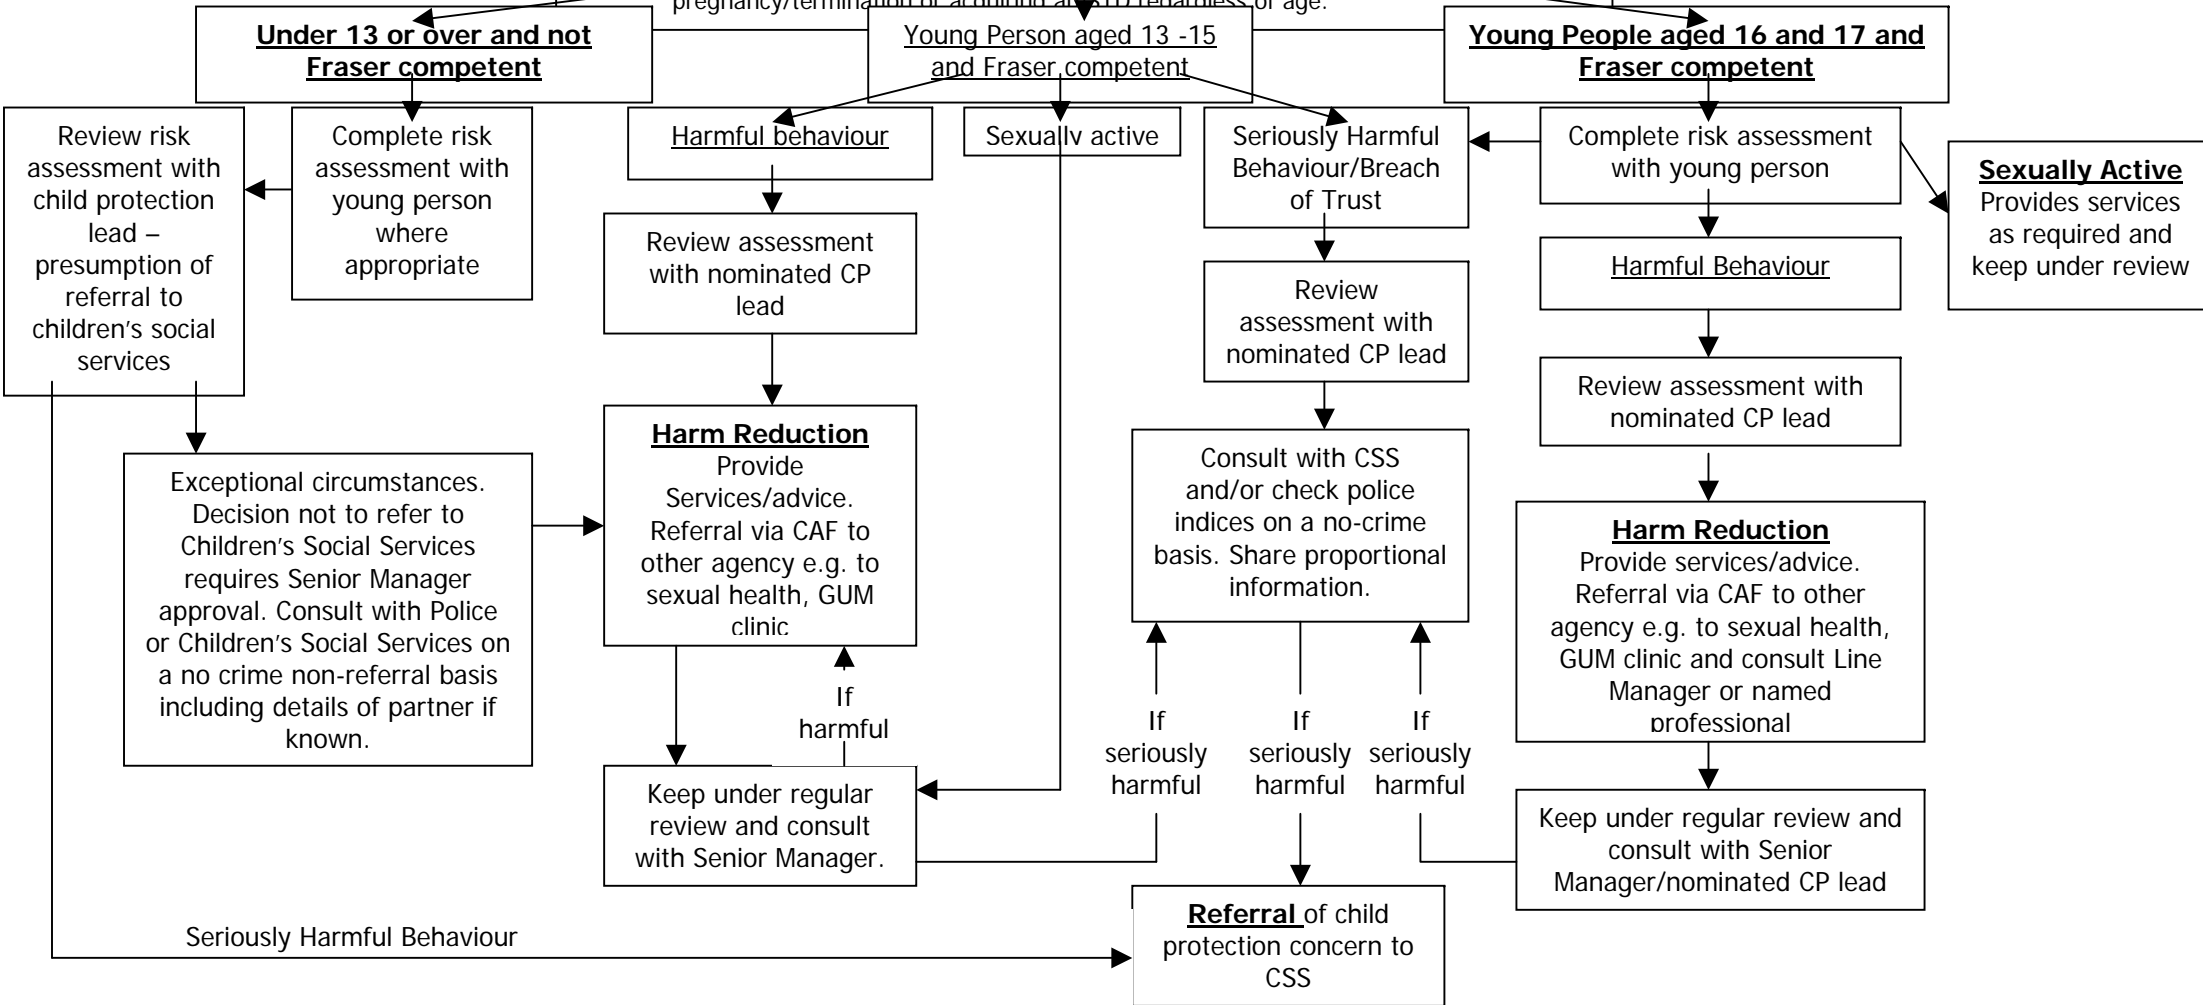 pregnancy/termination or acquiring an STD regardless of age.
Under 13 or over and not
Fraser competent
Young Person aged 13 -15
and Fraser competent
Young People aged 16 and 17 and
Fraser competent
Review risk
assessment with
child protection
lead –
presumption of
referral to
children's social
services
Complete risk
assessment with
young person
where
appropriate
Harmful behaviour
Sexually active
Seriously Harmful
Behaviour/Breach
of Trust
Complete risk assessment
with young person
Sexually Active
Provides services
as required and
keep under review
Review assessment
with nominated CP
lead
Review
assessment with
nominated CP lead
Harmful Behaviour
Review assessment with
nominated CP lead
Exceptional circumstances.
Decision not to refer to
Children's Social Services
requires Senior Manager
approval. Consult with Police
or Children's Social Services on
a no crime non-referral basis
including details of partner if
known.
Harm Reduction
Provide
Services/advice.
Referral via CAF to
other agency e.g. to
sexual health, GUM
clinic
Consult with CSS
and/or check police
indices on a no-crime
basis. Share proportional
information.
Harm Reduction
Provide services/advice.
Referral via CAF to other
agency e.g. to sexual health,
GUM clinic and consult Line
Manager or named
professional
If
harmful
If
seriously
harmful
If
seriously
harmful
If
seriously
harmful
Keep under regular
review and consult
with Senior Manager.
Keep under regular review and
consult with Senior
Manager/nominated CP lead
Seriously Harmful Behaviour
Referral of child
protection concern to
CSS